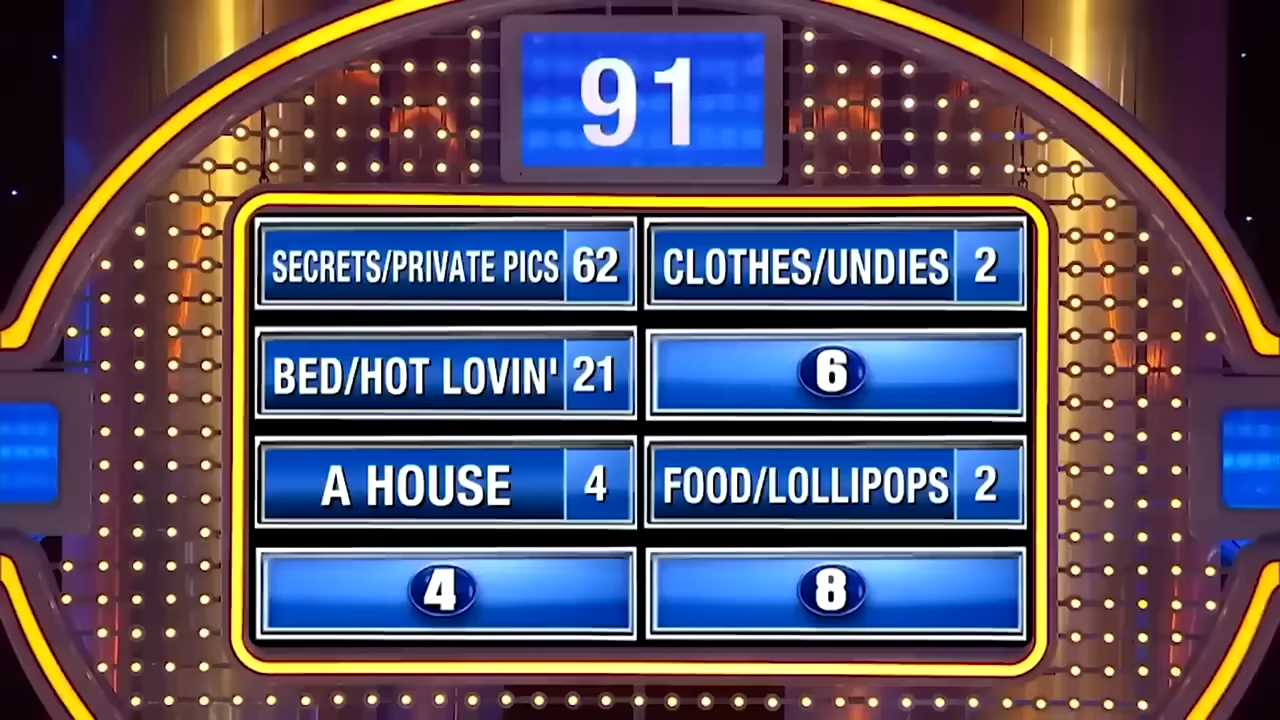 91
SECRETS/PRIVATE PICS 62
BED/HOT LOVIN' 21
A HOUSE 4
4
CLOTHES/UNDIES 2
6
FOOD/LOLLIPOPS 2
8